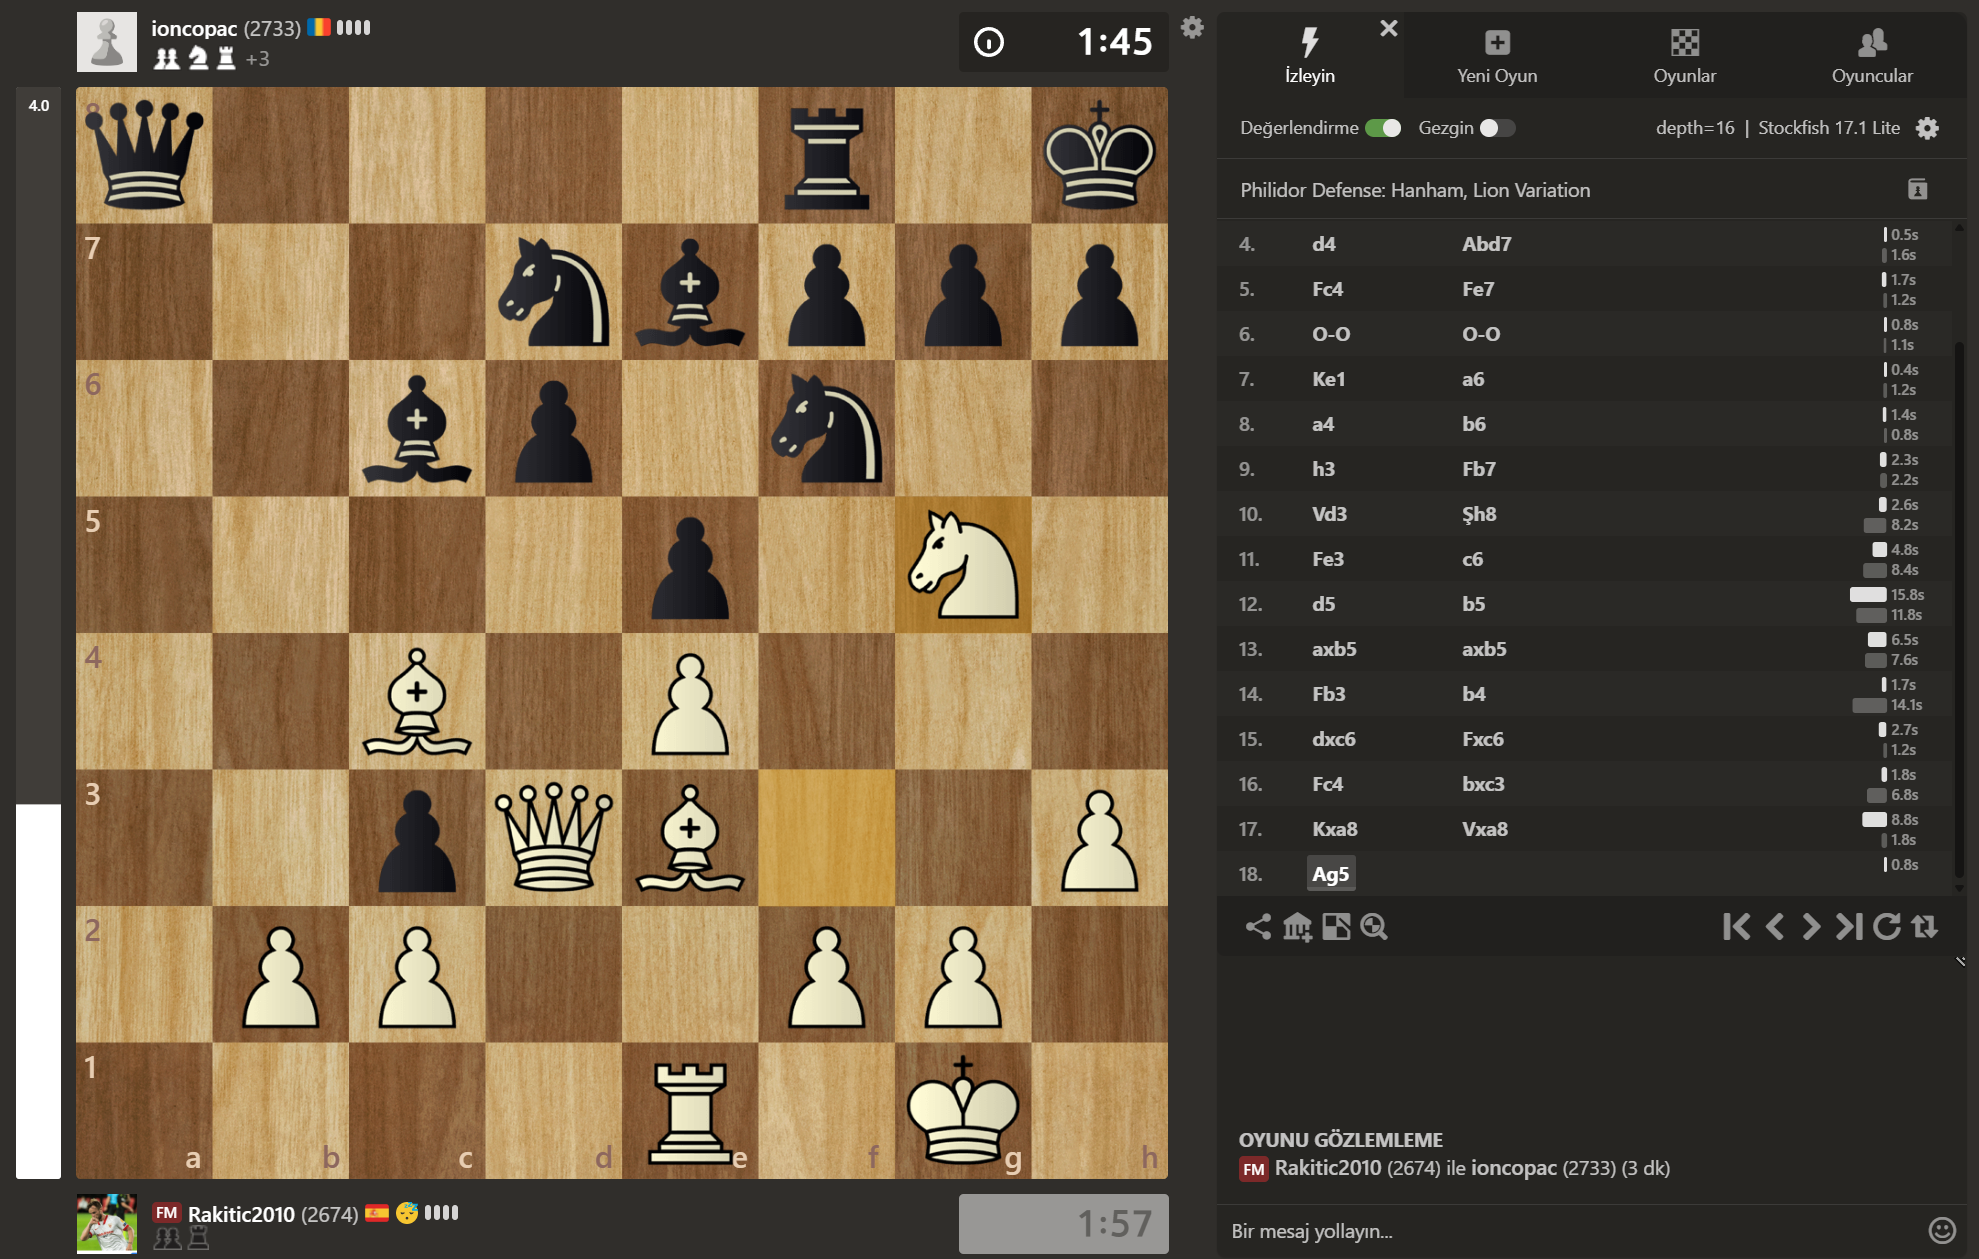 ioncopac (2733)
+3
1:45
4.0
8
7
6
5
4
3
2
1
a b c d e f g h
FM Rakitic2010 (2674)
1:57
İzleyin
Yeni Oyun
Oyunlar
Oyuncular
Değerlendirme Gezgin depth=16 | Stockfish 17.1 Lite
Philidor Defense: Hanham, Lion Variation
4. d4 Abd7 0.5s 1.6s
5. Fc4 Fe7 1.7s 1.2s
6. O-O O-O 0.8s 1.1s
7. Ke1 a6 0.4s 1.2s
8. a4 b6 1.4s 0.8s
9. h3 Fb7 2.3s 2.2s
10. Vd3 Şh8 2.6s 8.2s
11. Fe3 c6 4.8s 8.4s
12. d5 b5 15.8s 11.8s
13. axb5 axb5 6.5s 7.6s
14. Fb3 b4 1.7s 14.1s
15. dxc6 Fxc6 2.7s 1.2s
16. Fc4 bxc3 1.8s 6.8s
17. Kxa8 Vxa8 8.8s 1.8s
18. Ag5 0.8s
OYUNU GÖZLEMLEME
FM Rakitic2010 (2674) ile ioncopac (2733) (3 dk)
Bir mesaj yollayın...